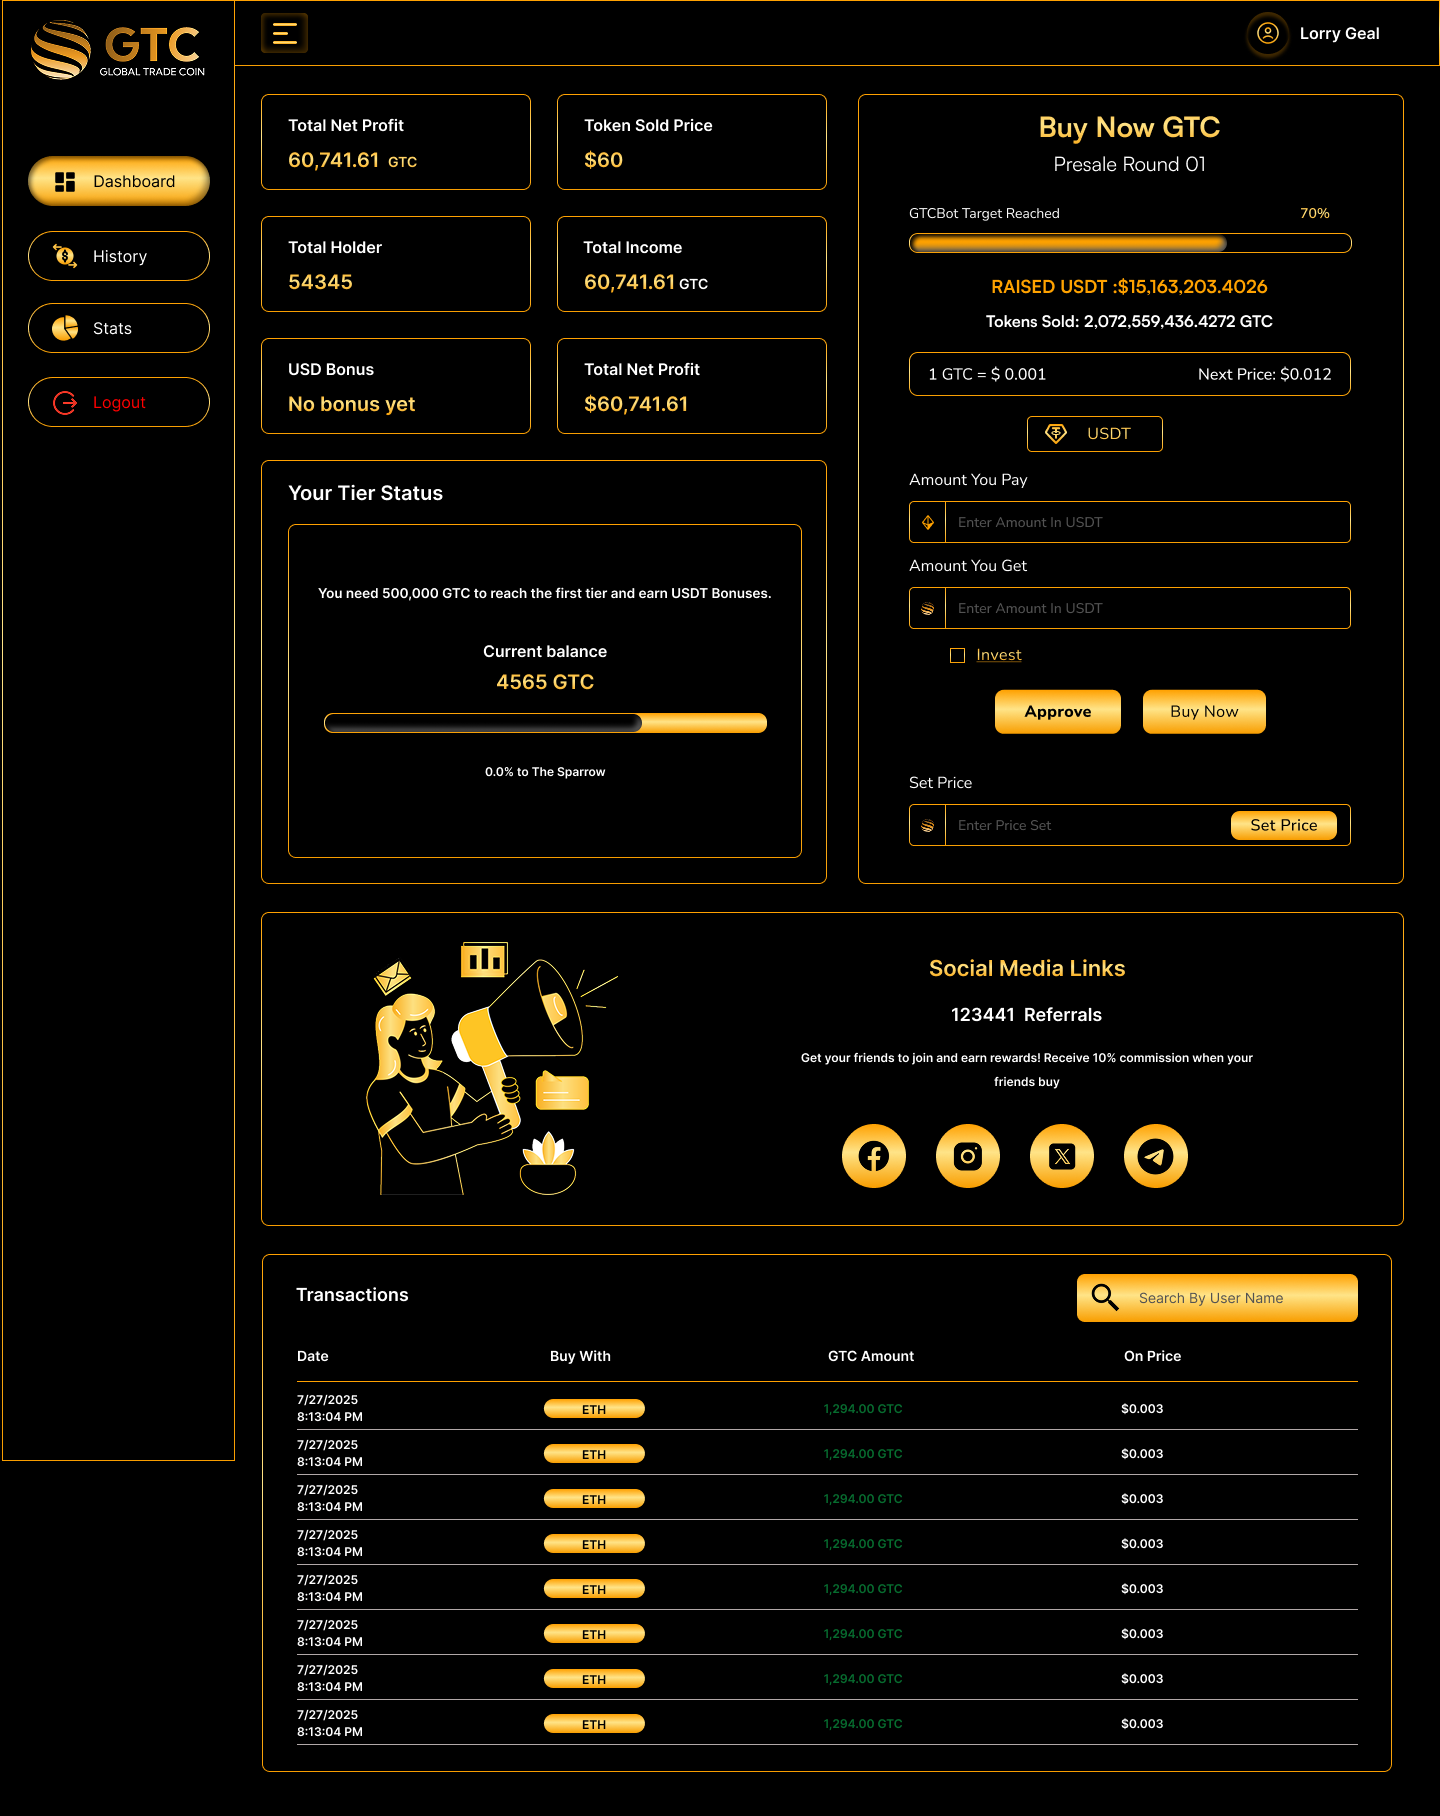 GTC
GLOBAL TRADE COIN
Lorry Geal
Dashboard
History
Stats
Logout
Total Net Profit
60,741.61 GTC
Token Sold Price
$60
Total Holder
54345
Total Income
60,741.61 GTC
USD Bonus
No bonus yet
Total Net Profit
$60,741.61
Your Tier Status
You need 500,000 GTC to reach the first tier and earn USDT Bonuses.
Current balance
4565 GTC
0.0% to The Sparrow
Buy Now GTC
Presale Round 01
GTCBot Target Reached 70%
RAISED USDT :$15,163,203.4026
Tokens Sold: 2,072,559,436.4272 GTC
1 GTC = $ 0.001 Next Price: $0.012
USDT
Amount You Pay
Enter Amount In USDT
Amount You Get
Enter Amount In USDT
Invest
Approve Buy Now
Set Price
Enter Price Set Set Price
Social Media Links
123441 Referrals
Get your friends to join and earn rewards! Receive 10% commission when your
friends buy
Transactions
Search By User Name
Date Buy With GTC Amount On Price
7/27/2025
8:13:04 PM ETH 1,294.00 GTC $0.003
7/27/2025
8:13:04 PM ETH 1,294.00 GTC $0.003
7/27/2025
8:13:04 PM ETH 1,294.00 GTC $0.003
7/27/2025
8:13:04 PM ETH 1,294.00 GTC $0.003
7/27/2025
8:13:04 PM ETH 1,294.00 GTC $0.003
7/27/2025
8:13:04 PM ETH 1,294.00 GTC $0.003
7/27/2025
8:13:04 PM ETH 1,294.00 GTC $0.003
7/27/2025
8:13:04 PM ETH 1,294.00 GTC $0.003